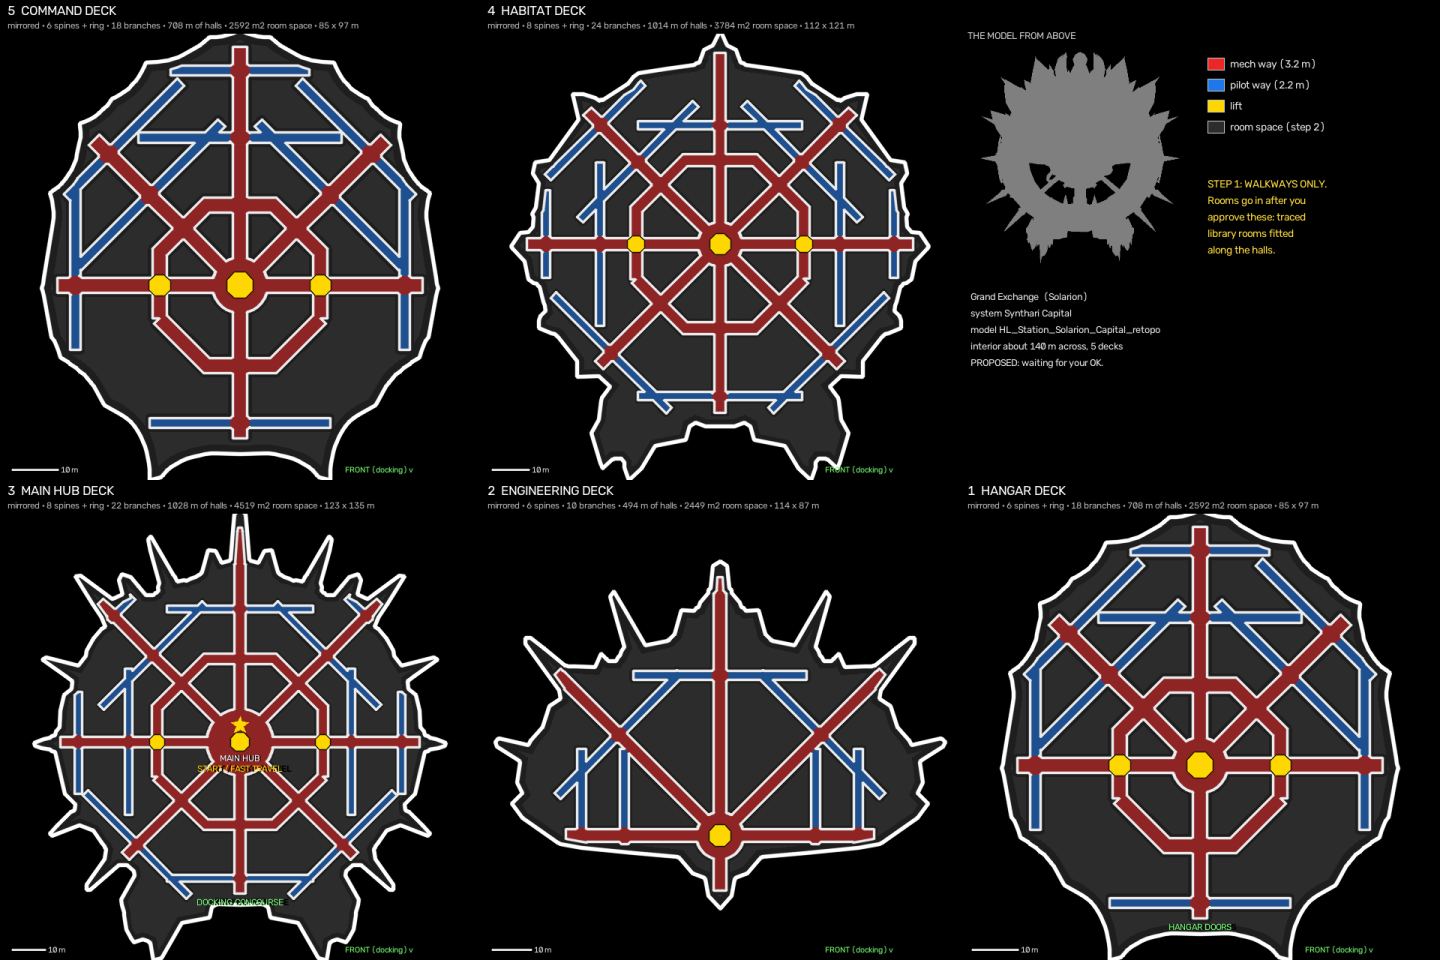 5 COMMAND DECK
mirrored • 6 spines + ring • 18 branches • 708 m of halls • 2592 m2 room space • 85 x 97 m
10 m
FRONT (docking) v
4 HABITAT DECK
mirrored • 8 spines + ring • 24 branches • 1014 m of halls • 3784 m2 room space • 112 x 121 m
10 m
FRONT (docking) v
THE MODEL FROM ABOVE
mech way (3.2 m)
pilot way (2.2 m)
lift
room space (step 2)
STEP 1: WALKWAYS ONLY.
Rooms go in after you
approve these: traced
library rooms fitted
along the halls.
Grand Exchange (Solarion)
system Synthari Capital
model HL_Station_Solarion_Capital_retopo
interior about 140 m across, 5 decks
PROPOSED: waiting for your OK.
3 MAIN HUB DECK
mirrored • 8 spines + ring • 22 branches • 1028 m of halls • 4519 m2 room space • 123 x 135 m
MAIN HUB
START / FAST TRAVEL
DOCKING CONCOURSE
10 m
FRONT (docking) v
2 ENGINEERING DECK
mirrored • 6 spines • 10 branches • 494 m of halls • 2449 m2 room space • 114 x 87 m
10 m
FRONT (docking) v
1 HANGAR DECK
mirrored • 6 spines + ring • 18 branches • 708 m of halls • 2592 m2 room space • 85 x 97 m
HANGAR DOORS
10 m
FRONT (docking) v